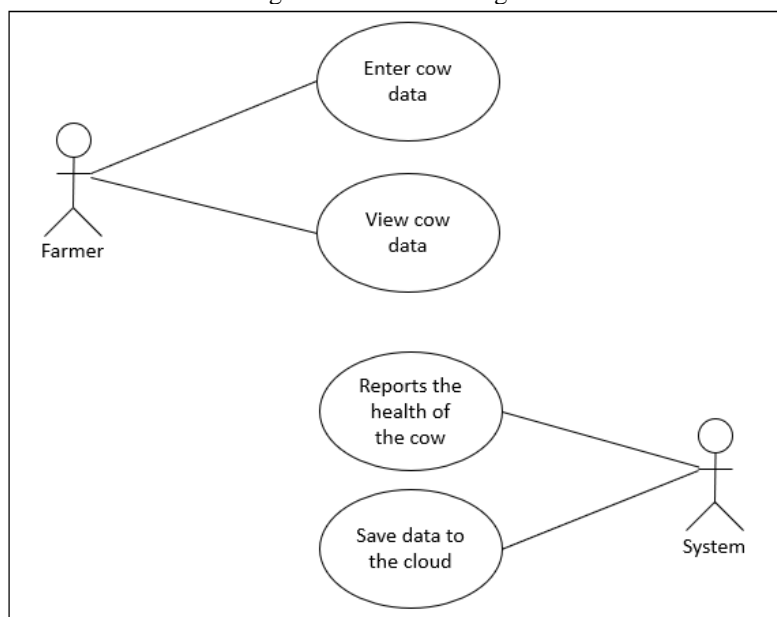 Enter cow
data
Farmer
View cow
data
Reports the
health of
the cow
System
Save data to
the cloud